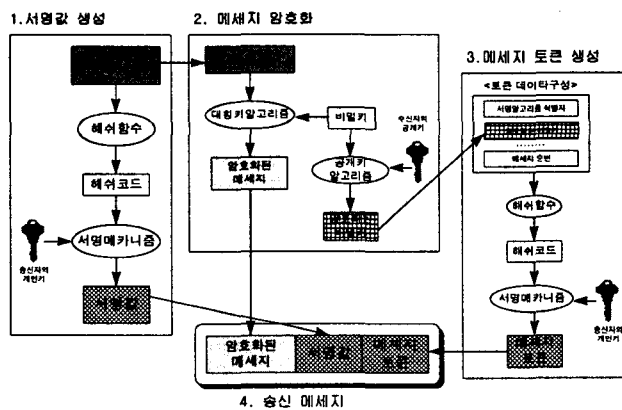 1.서명값 생성
해쉬함수
해쉬코드
서명메카니즘
송신자의
개인키
서명값
2. 메세지 암호화
대칭키알고리즘
비밀키
수신자의
공개키
암호화된
메세지
공개키
알고리즘
3.메세지 토큰 생성
<토큰 데이타구성>
서명알고리즘 식별자
........
메세지 순번
해쉬함수
해쉬코드
서명메카니즘
송신자의
개인키
메세지
토큰
암호화된
메세지
서명값
메세지
토큰
4. 송신 메세지